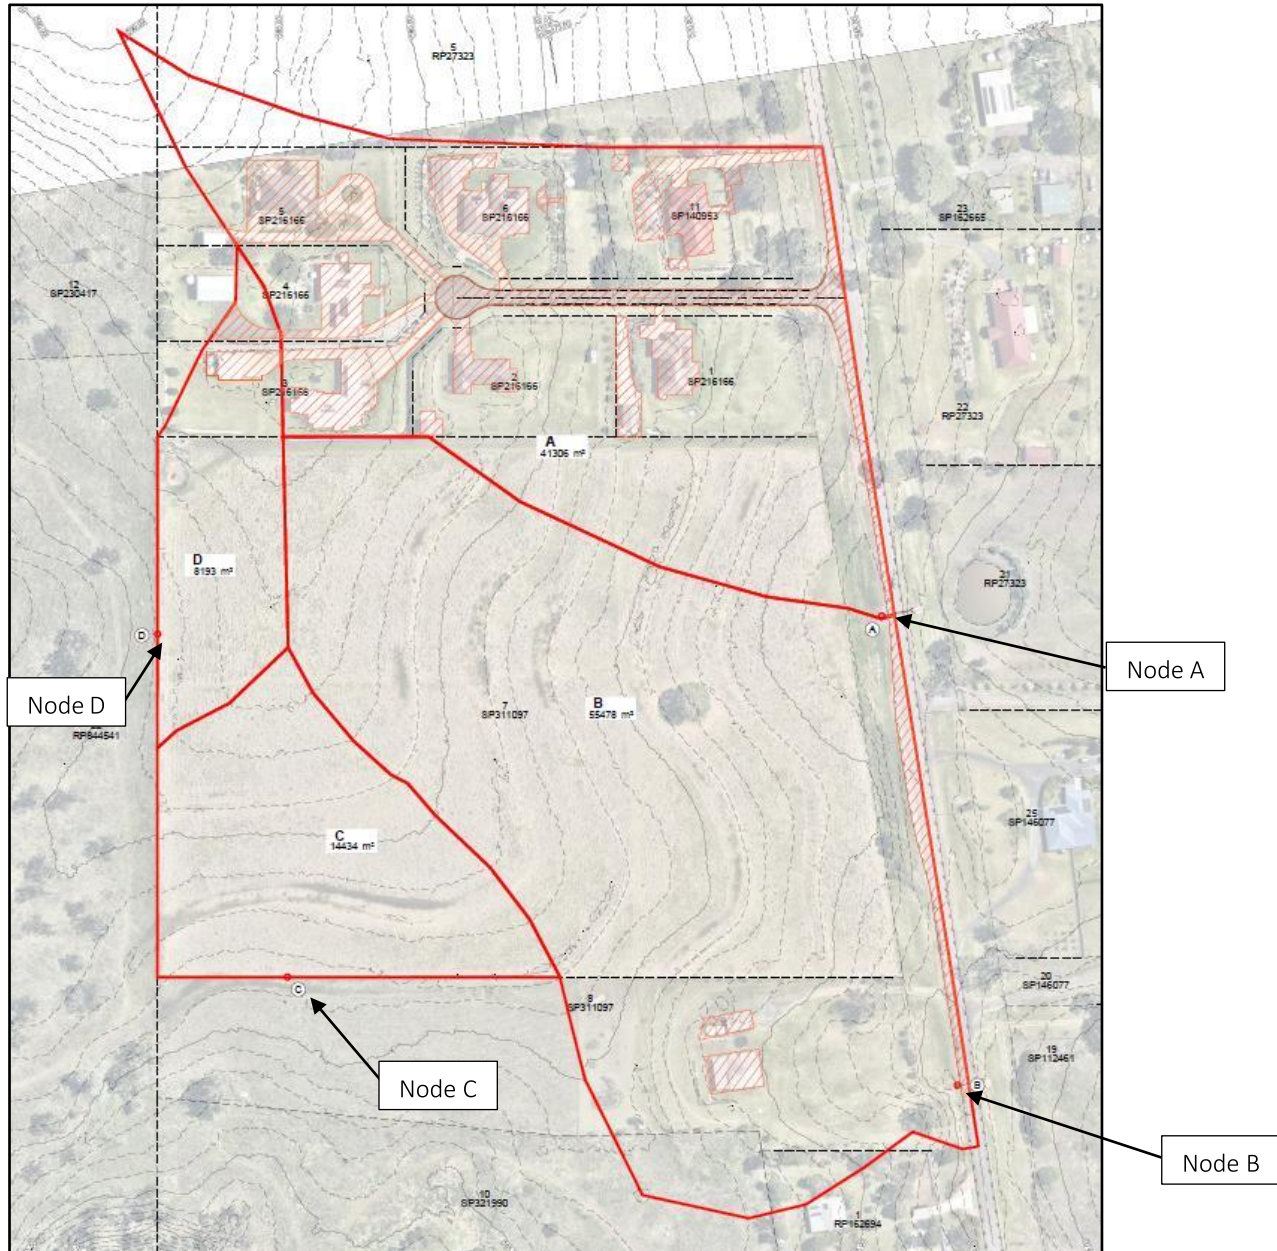 5
RP27323
5
SP216166
6
SP216166
11
SP140953
23
SP162665
12
SP230417
4
SP216166
3
SP216166
2
SP216166
1
SP216166
22
RP27323
A
41306 m²
D
8193 m²
21
RP27323
A
D
Node A
Node D
7
SP311097
B
55478 m²
RP844541
25
SP146077
C
14434 m²
C
9
SP311097
20
SP146077
19
SP112461
Node C
B
Node B
10
SP321990
1
RP162694